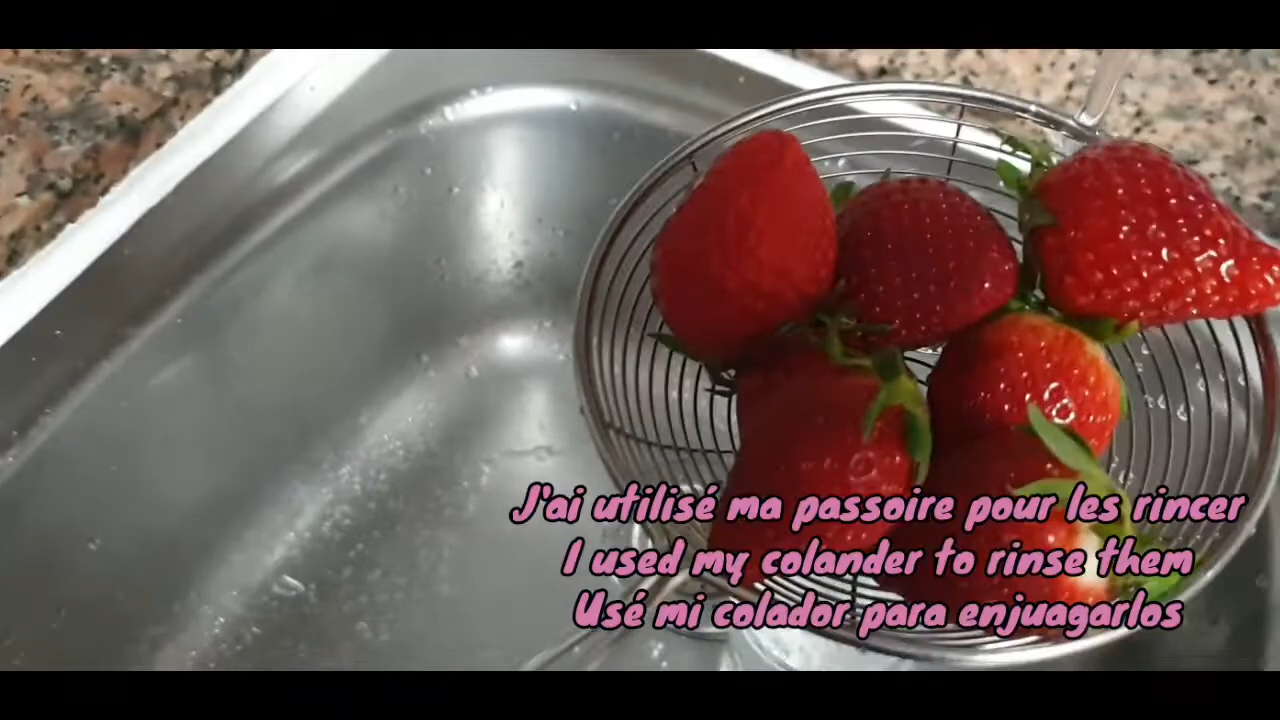 J'ai utilisé ma passoire pour les rincer
I used my colander to rinse them
Usé mi colador para enjuagarlos